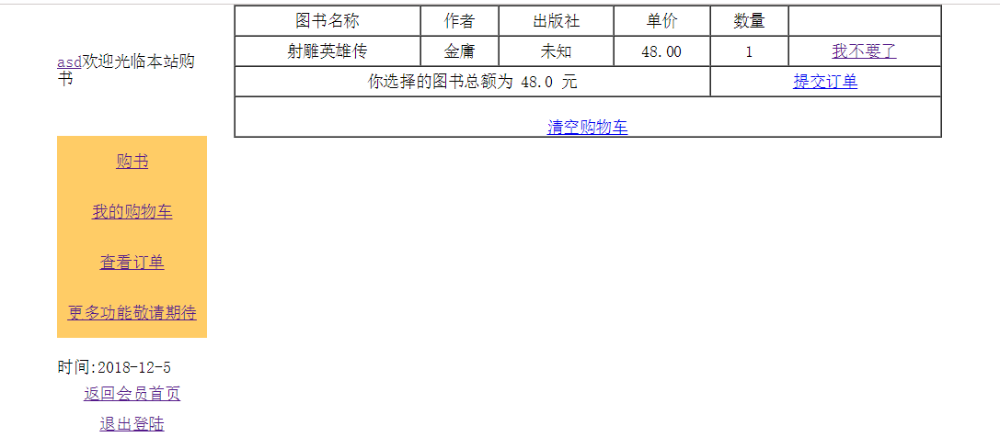 asd欢迎光临本站购
书
购书
我的购物车
查看订单
更多功能敬请期待
时间:2018-12-5
返回会员首页
退出登陆
图书名称 作者 出版社 单价 数量
射雕英雄传 金庸 未知 48.00 1 我不要了
你选择的图书总额为 48.0 元 提交订单
清空购物车